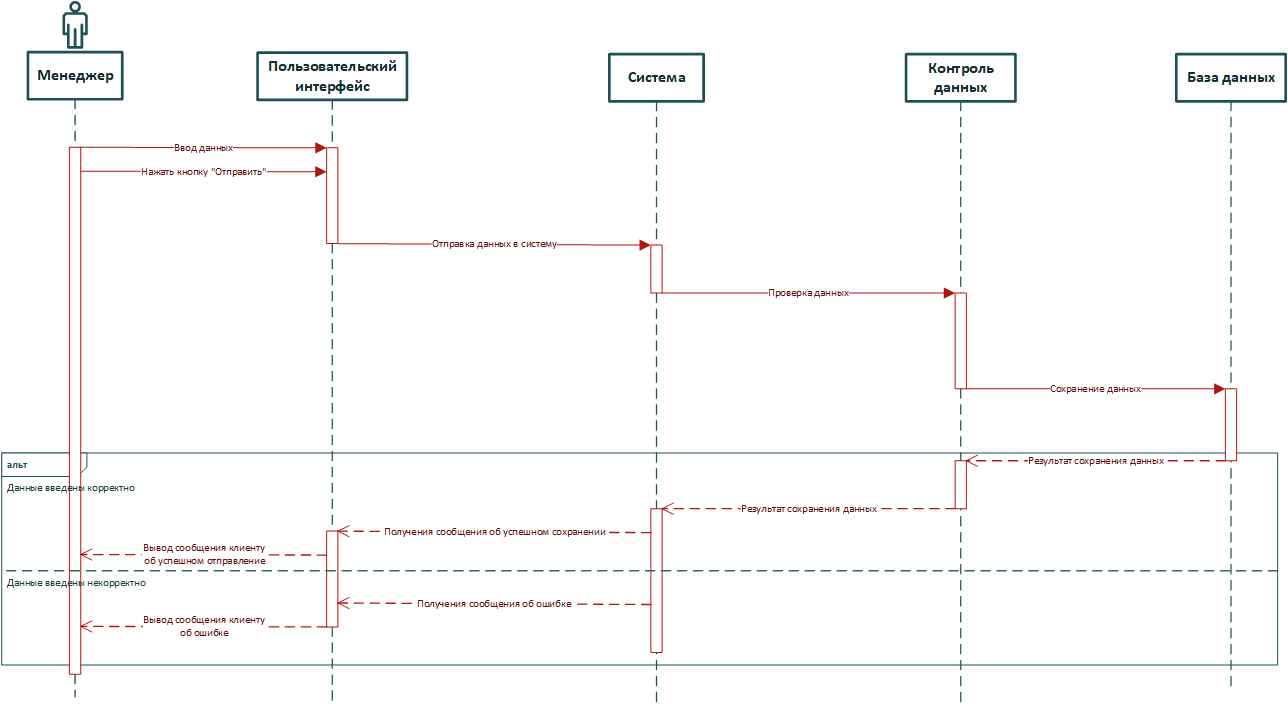 Менеджер
Пользовательский
интерфейс
Система
Контроль
данных
База данных
Ввод данных
Нажать кнопку "Отправить"
Отправка данных в систему
Проверка данных
Сохранение данных
альт
Результат сохранения данных
Данные введены корректно
Результат сохранения данных
Получения сообщения об успешном сохранении
Вывод сообщения клиенту
об успешном отправление
Данные введены некорректно
Получения сообщения об ошибке
Вывод сообщения клиенту
об ошибке